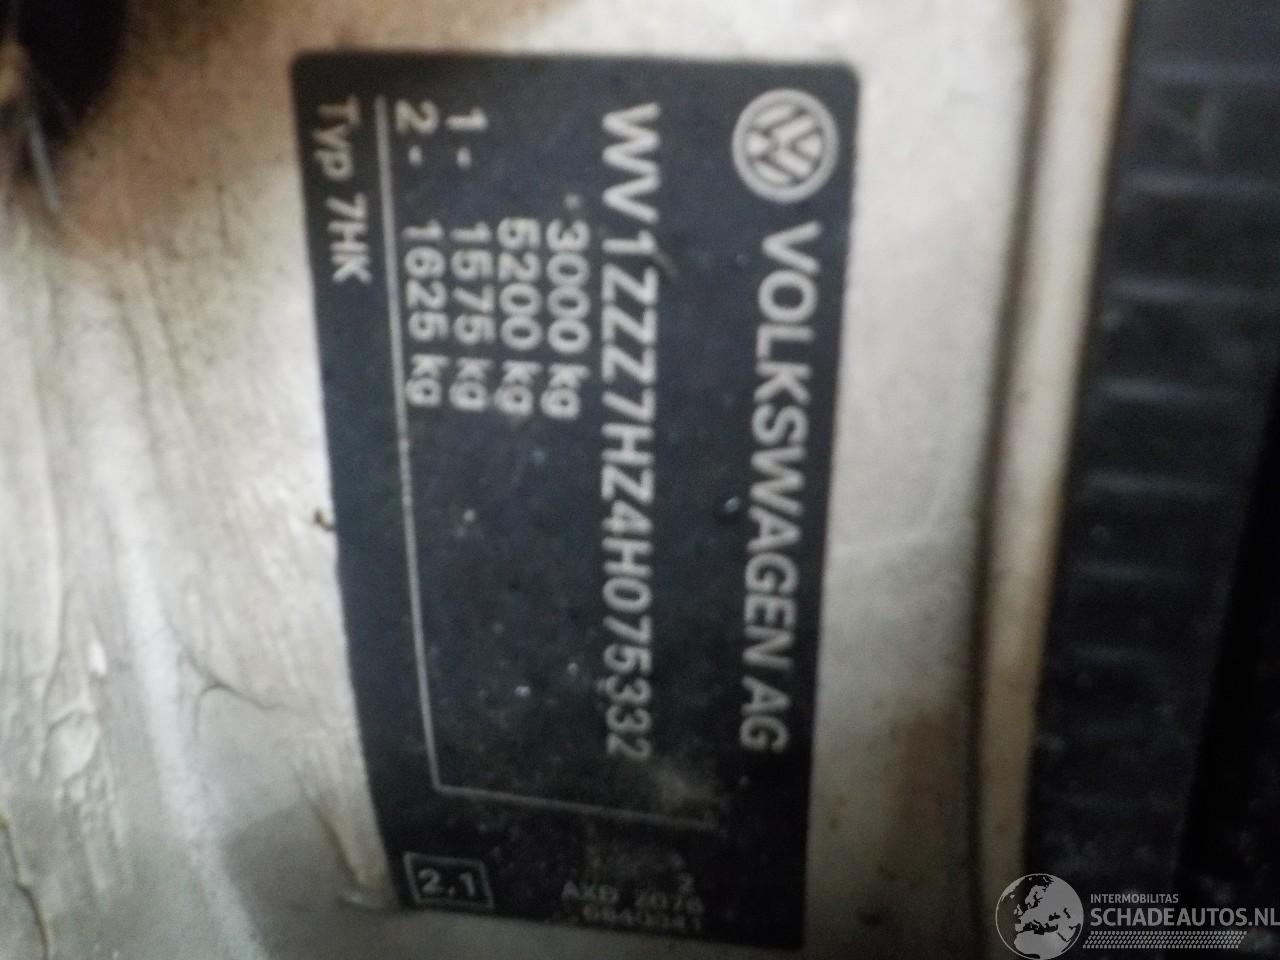 VOLKSWAGEN AG
WV1ZZZ7HZ4H075332
3000 kg
5200 kg
1- 1575 kg
2- 1625 kg
Typ 7HK
2.1
INTERMOBILITAS
SCHADEAUTOS.NL